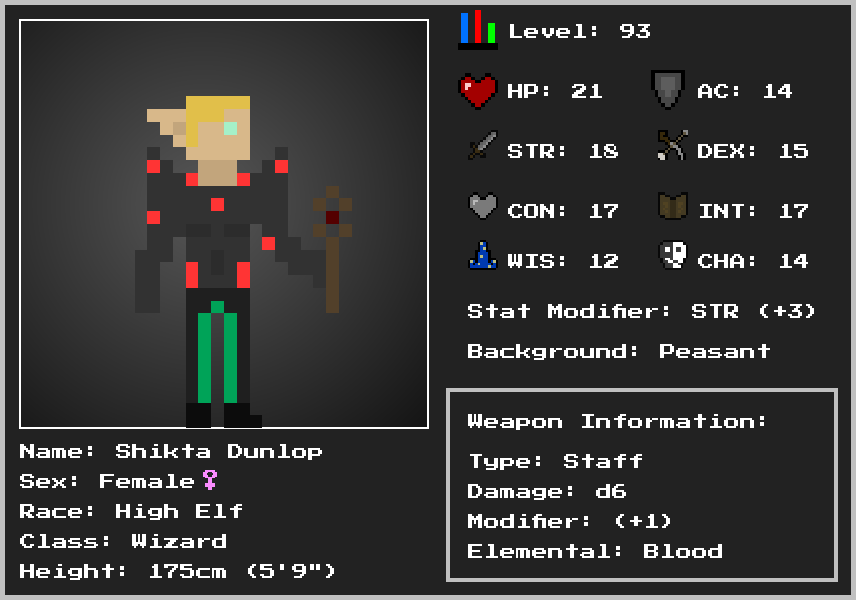 Level: 93
HP: 21 AC: 14
STR: 18 DEX: 15
CON: 17 INT: 17
WIS: 12 CHA: 14
Stat Modifier: STR (+3)
Background: Peasant
Weapon Information:
Type: Staff
Damage: d6
Modifier: (+1)
Elemental: Blood
Name: Shikta Dunlop
Sex: Female♀
Race: High Elf
Class: Wizard
Height: 175cm (5'9")